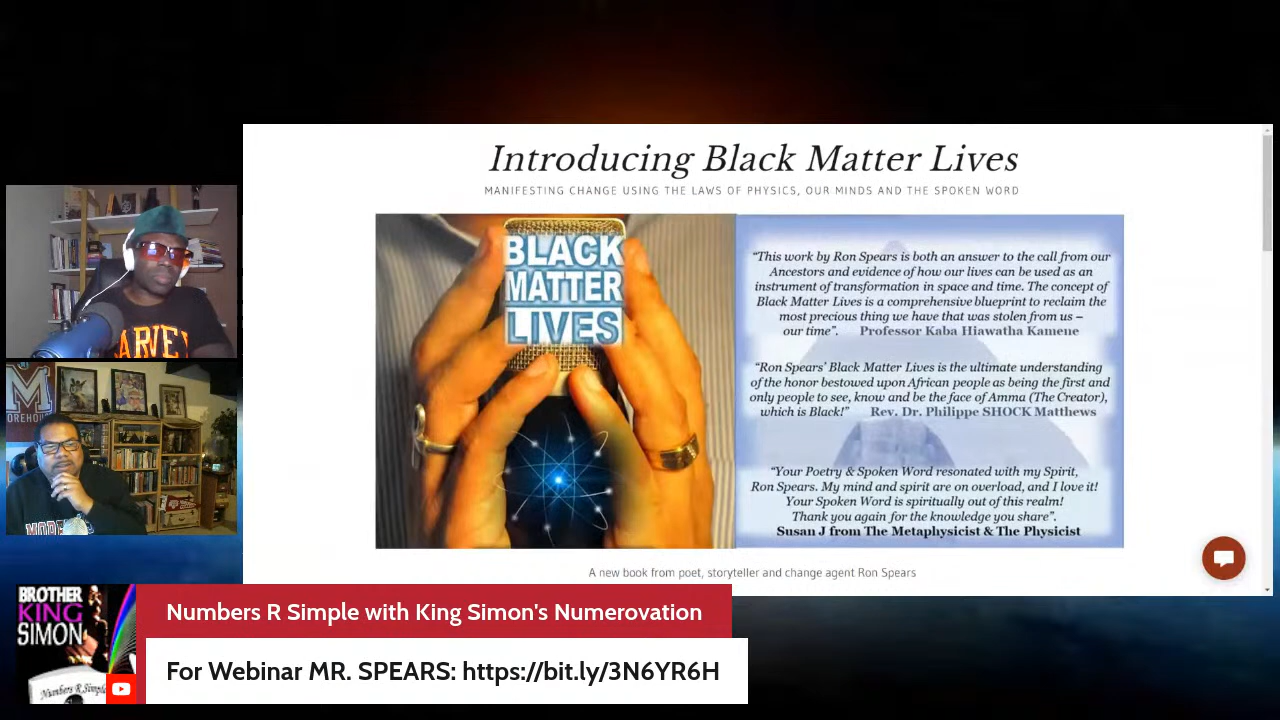 Introducing Black Matter Lives
MANIFESTING CHANGE USING THE LAWS OF PHYSICS, OUR MINDS AND THE SPOKEN WORD
BLACK
MATTER
LIVES
“This work by Ron Spears is both an answer to the call from our
Ancestors and evidence of how our lives can be used as an
instrument of transformation in space and time. The concept of
Black Matter Lives is a comprehensive blueprint to reclaim the
most precious thing we have that was stolen from us –
our time”. Professor Kaba Hiawatha Kamene
“Ron Spears’ Black Matter Lives is the ultimate understanding
of the honor bestowed upon African people as being the first and
only people to see, know and be the face of Amma (The Creator),
which is Black!” Rev. Dr. Philippe SHOCK Matthews
“Your Poetry & Spoken Word resonated with my Spirit,
Ron Spears. My mind and spirit are on overload, and I love it!
Your Spoken Word is spiritually out of this realm!
Thank you again for the knowledge you share”.
Susan J from The Metaphysicist & The Physicist
A new book from poet, storyteller and change agent Ron Spears
ARVE
M
MOREHOUS
BROTHER
KING
SIMON
Numbers R Simple
Numbers R Simple with King Simon's Numerovation
For Webinar MR. SPEARS: https://bit.ly/3N6YR6H